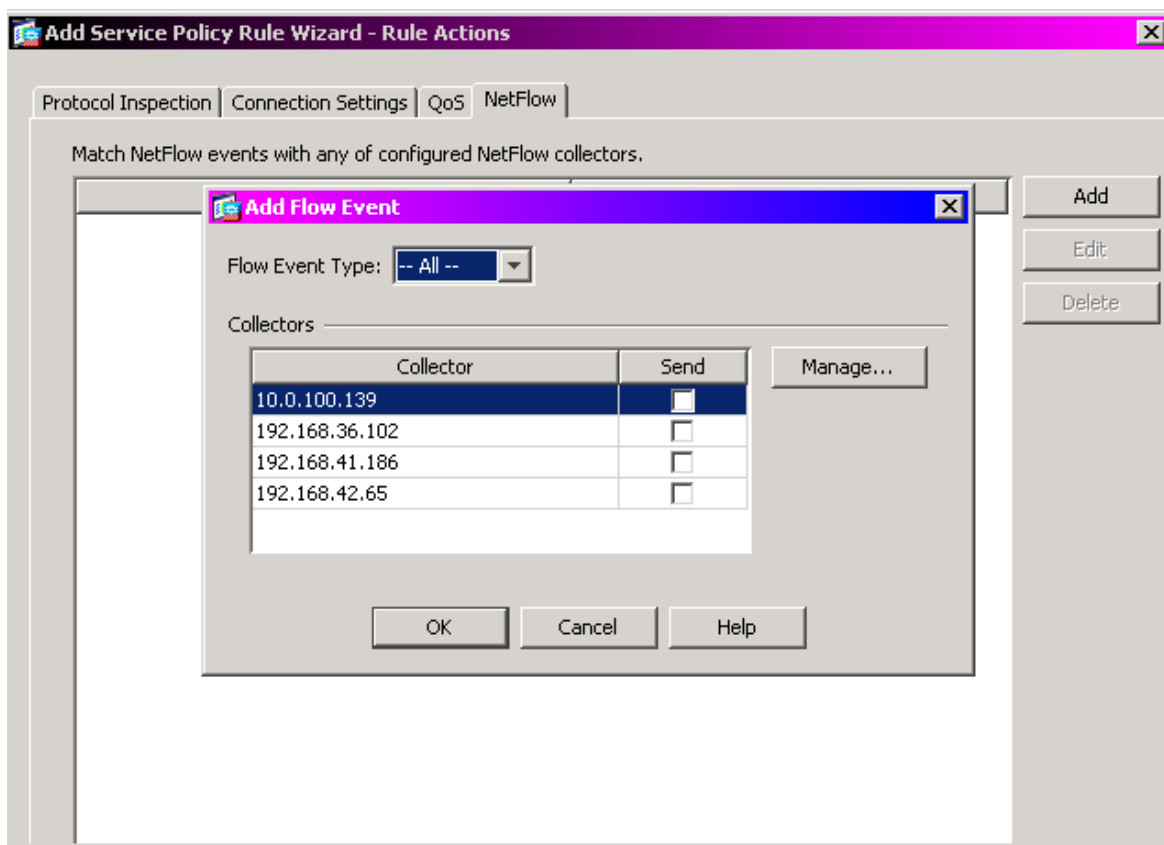 Add Service Policy Rule Wizard - Rule Actions
Protocol Inspection
Connection Settings
QoS
NetFlow
Match NetFlow events with any of configured NetFlow collectors.
Add
Edit
Delete
Add Flow Event
Flow Event Type:
-- All --
Collectors
Collector
Send
Manage...
10.0.100.139
192.168.36.102
192.168.41.186
192.168.42.65
OK
Cancel
Help